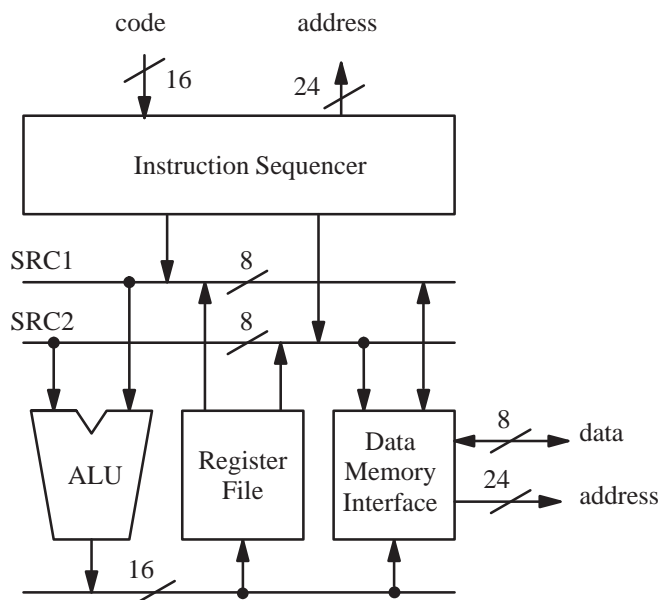 code
address
16
24
Instruction Sequencer
SRC1
8
SRC2
8
ALU
Register
File
Data
Memory
Interface
8
data
24
address
16